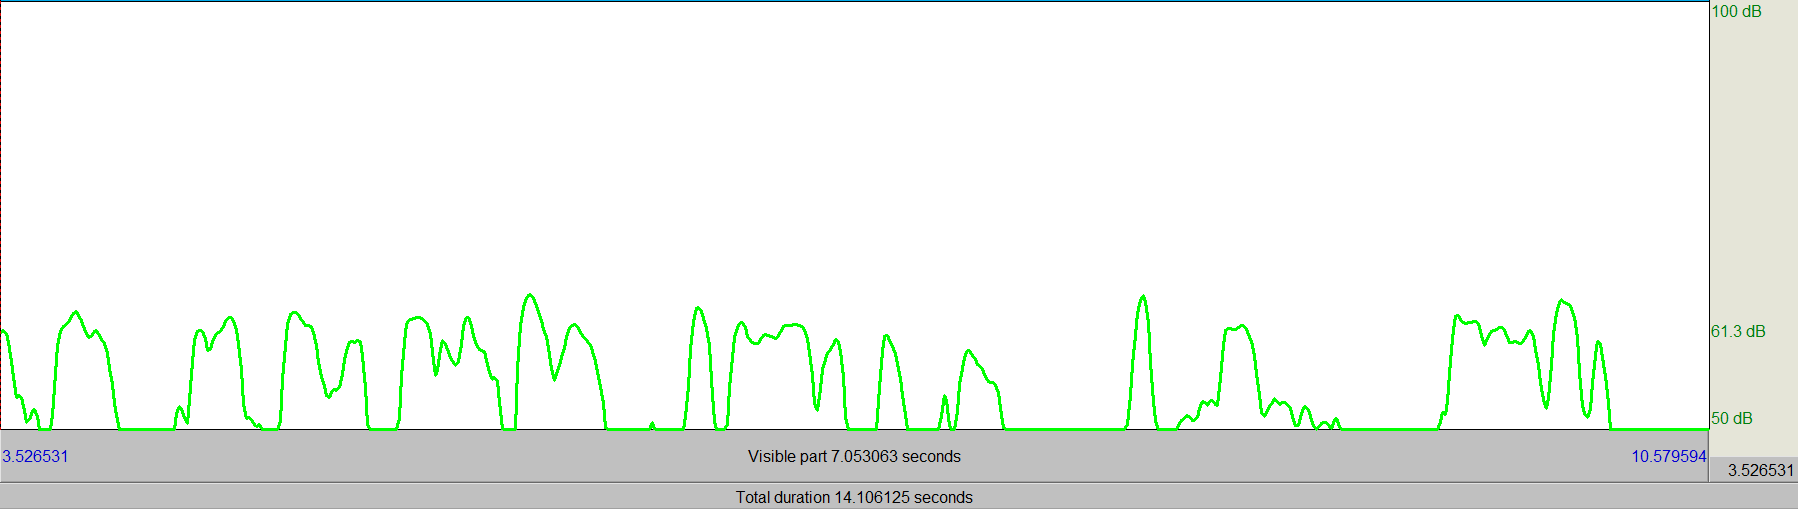 100 dB
61.3 dB
50 dB
3.526531 Visible part 7.053063 seconds 10.579594
3.526531
Total duration 14.106125 seconds